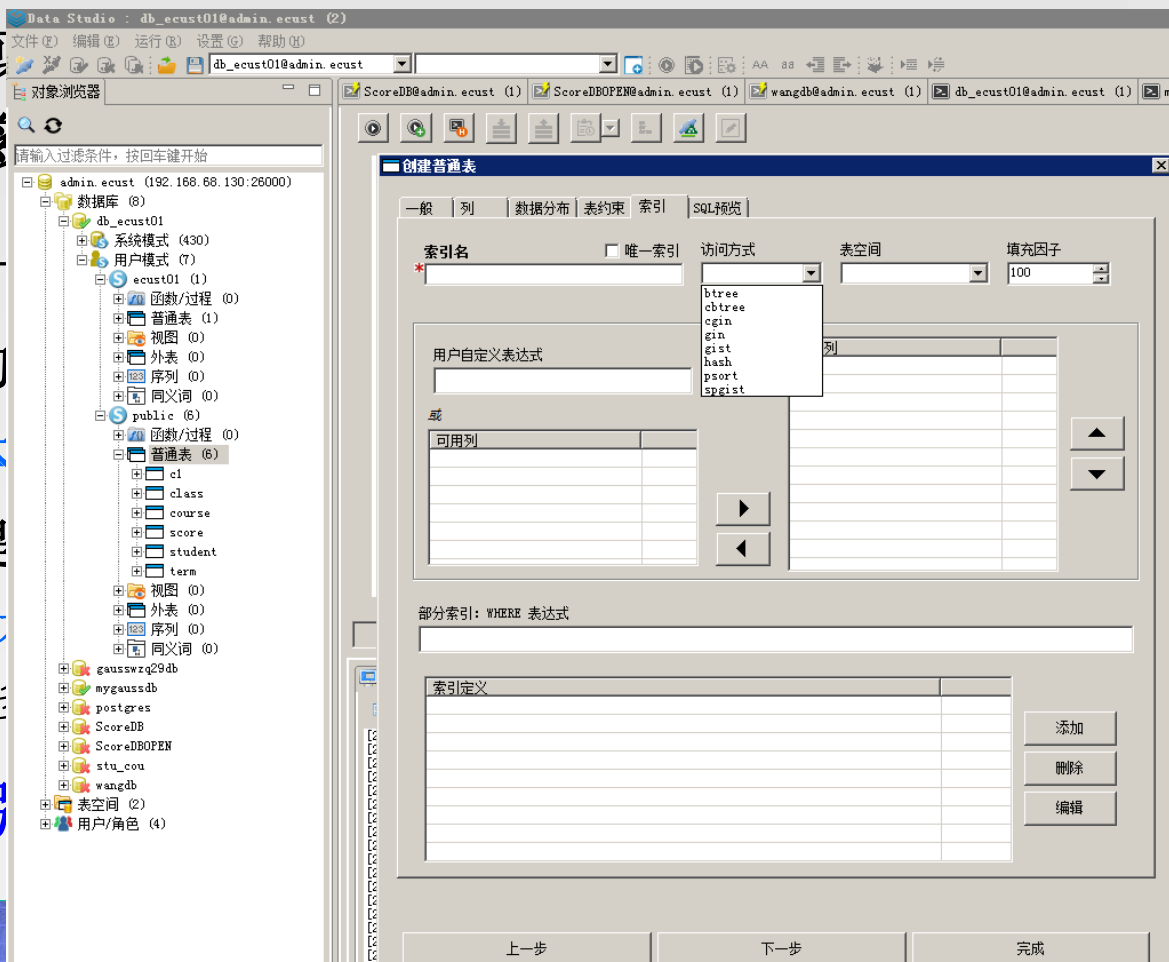 Data Studio : db_ecust01@admin.ecust (2)
文件(F) 编辑(E) 运行(R) 设置(G) 帮助(H)
db_ecust01@admin.ecust
AA aa
对象浏览器
ScoreDB@admin.ecust (1) ScoreDBOPEN@admin.ecust (1) wangdb@admin.ecust (1) db_ecust01@admin.ecust (1)
请输入过滤条件，按回车键开始
admin.ecust (192.168.68.130:26000)
数据库 (8)
db_ecust01
系统模式 (430)
用户模式 (7)
ecust01 (1)
函数/过程 (0)
普通表 (1)
视图 (0)
外表 (0)
序列 (0)
同义词 (0)
public (6)
函数/过程 (0)
普通表 (6)
c1
class
course
score
student
term
视图 (0)
外表 (0)
序列 (0)
同义词 (0)
gausswzq29db
mygaussdb
postgres
ScoreDB
ScoreDBOPEN
stu_cou
wangdb
表空间 (2)
用户/角色 (4)
创建普通表
一般 列 数据分布 表约束 索引 SQL预览
索引名 唯一索引 访问方式 表空间 填充因子
* 100
btree
cbtree
cgin
gin
gist
hash
psort
spgist
用户自定义表达式
列
或
可用列
部分索引: WHERE 表达式
索引定义
添加
删除
编辑
上一步 下一步 完成